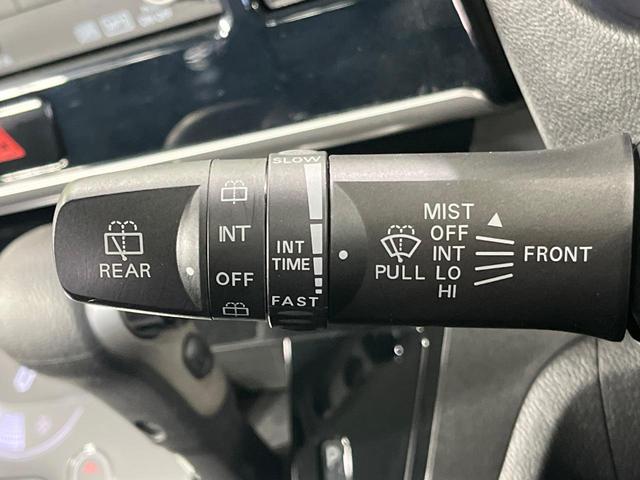 SLOW
INT
TIME
FAST
REAR
INT
OFF
PULL
MIST
OFF
INT
LO
HI
FRONT
P